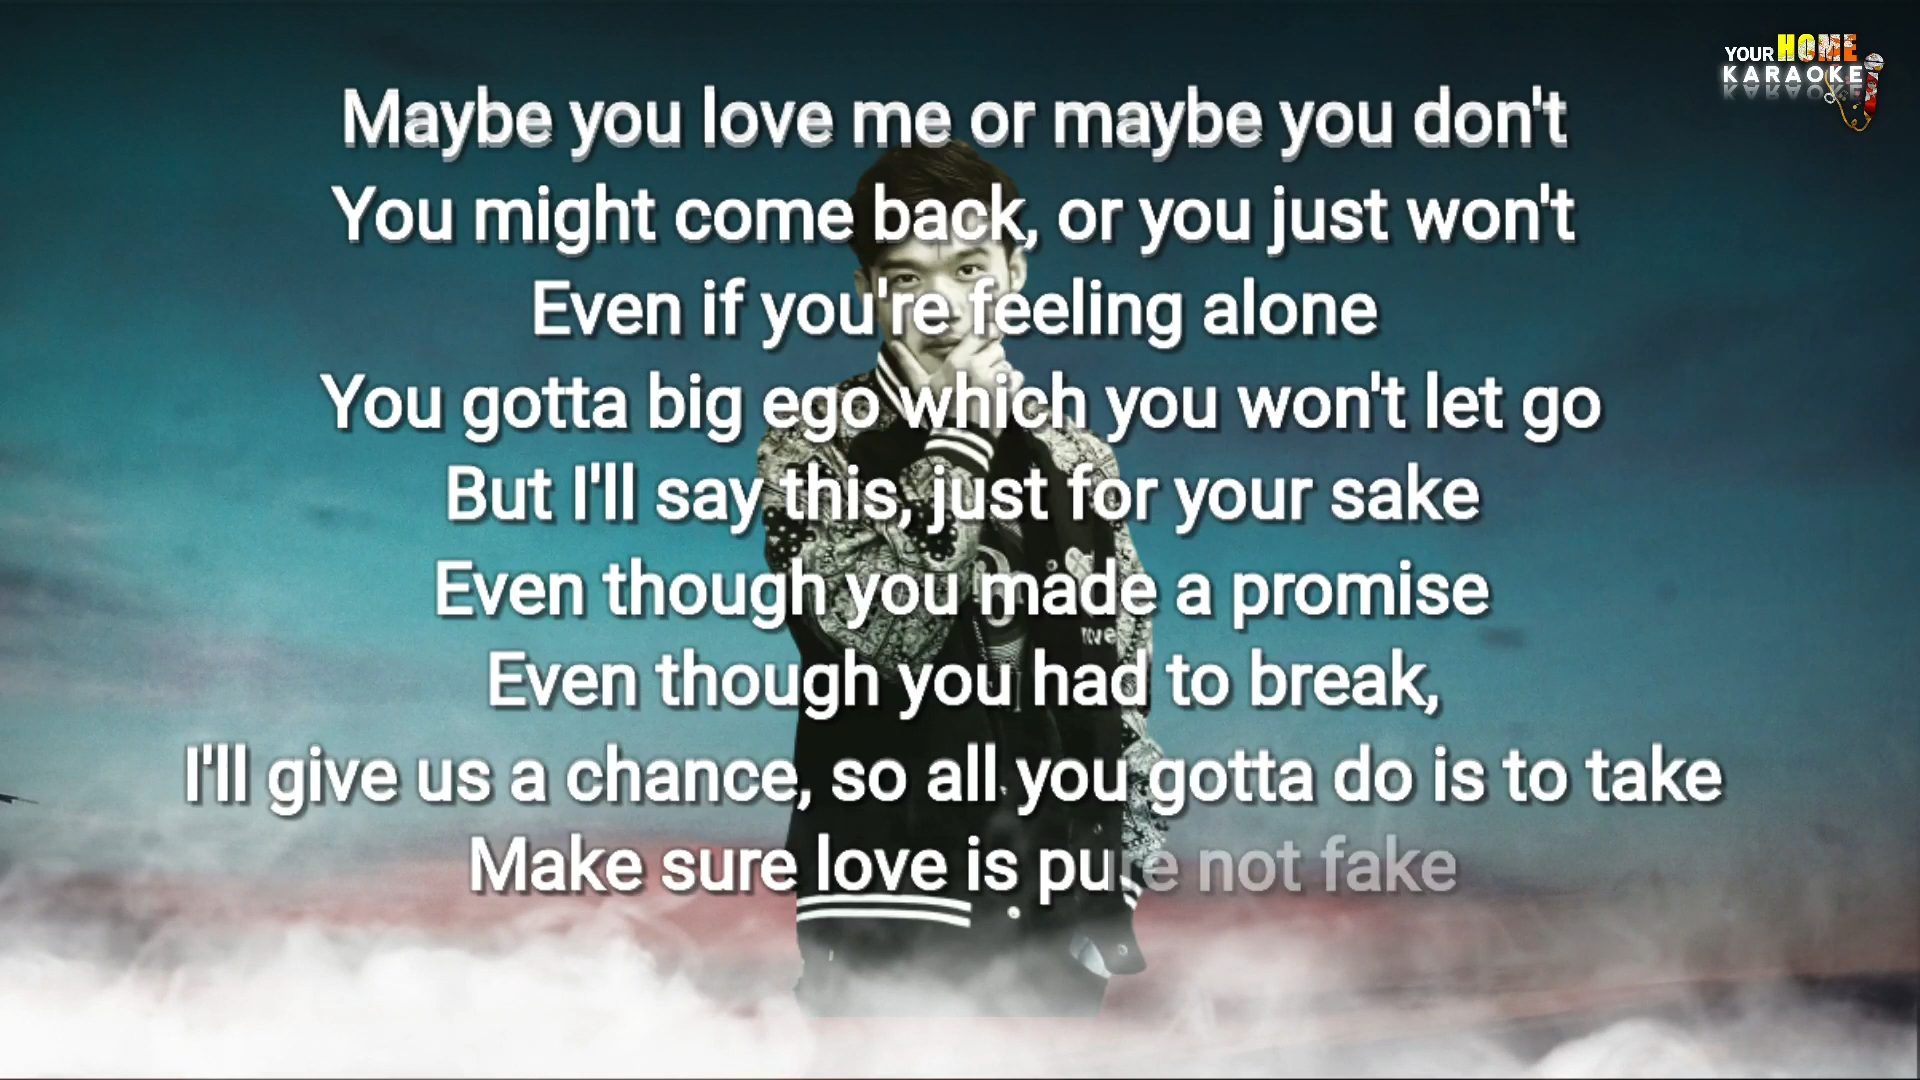 YOUR HOME
KARAOKE
Maybe you love me or maybe you don't
You might come back, or you just won't
Even if you're feeling alone
You gotta big ego which you won't let go
But I'll say this, just for your sake
Even though you made a promise
Even though you had to break,
I'll give us a chance, so all you gotta do is to take
Make sure love is pure not fake